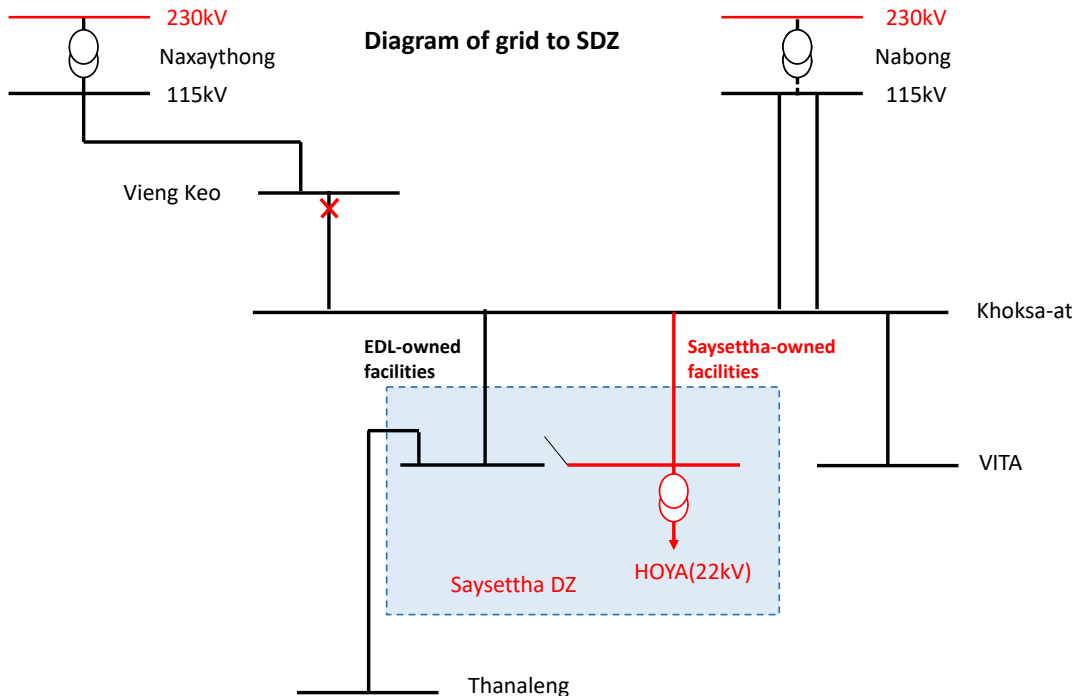 230kV
Naxaythong
115kV
Diagram of grid to SDZ
230kV
Nabong
115kV
Vieng Keo
Khoksa-at
EDL-owned
facilities
Saysettha-owned
facilities
VITA
HOYA(22kV)
Saysettha DZ
Thanaleng